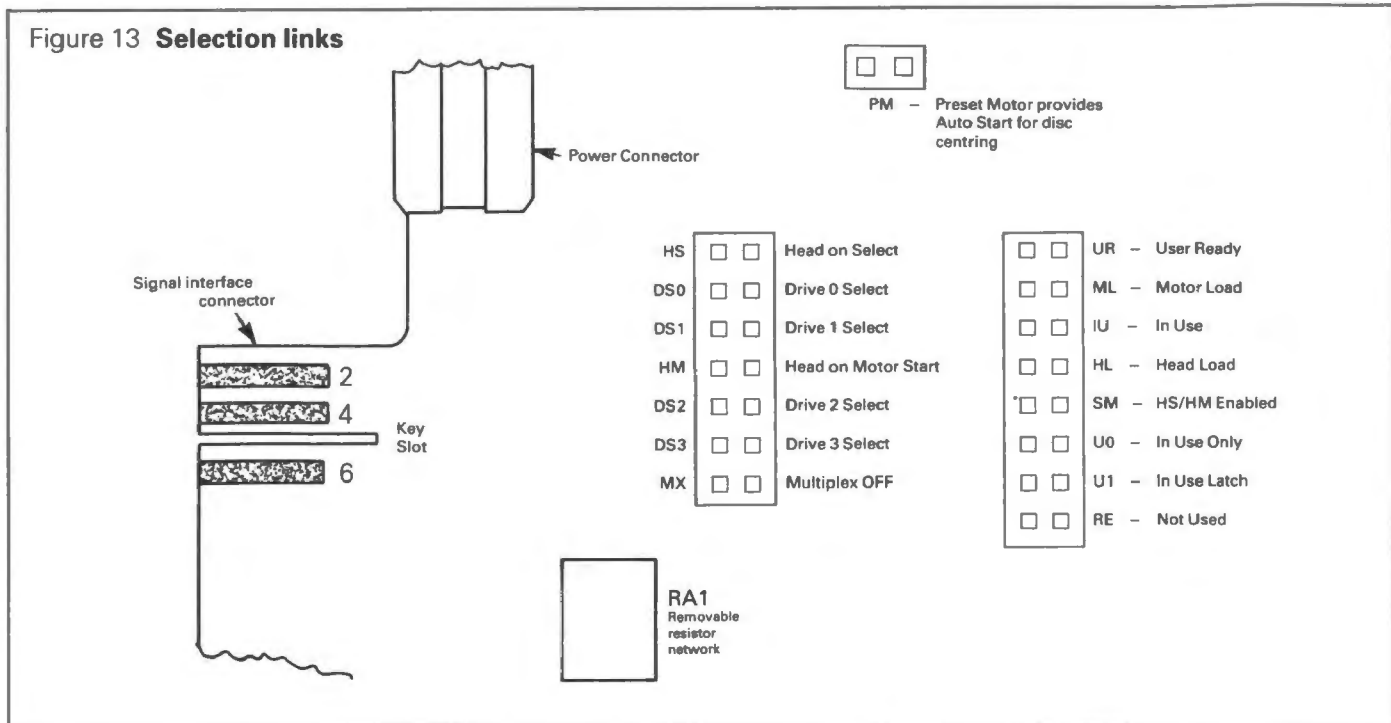 Figure 13 Selection links
PM – Preset Motor provides
Auto Start for disc
centring
Power Connector
Signal interface
connector
2
4
Key
Slot
6
HS Head on Select
DS0 Drive 0 Select
DS1 Drive 1 Select
HM Head on Motor Start
DS2 Drive 2 Select
DS3 Drive 3 Select
MX Multiplex OFF
UR – User Ready
ML – Motor Load
IU – In Use
HL – Head Load
SM – HS/HM Enabled
U0 – In Use Only
U1 – In Use Latch
RE – Not Used
RA1
Removable
resistor
network